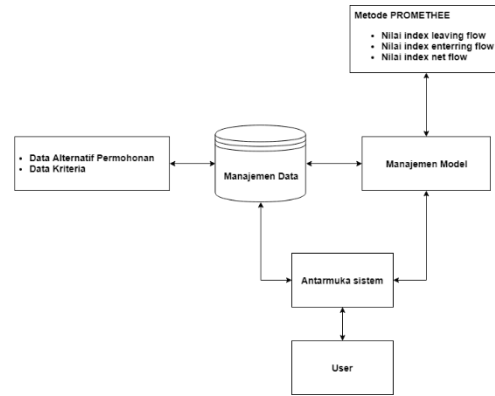 Metode PROMETHEE
• Nilai index leaving flow
• Nilai index enterring flow
• Nilai index net flow
• Data Alternatif Permohonan
• Data Kriteria
Manajemen Data
Manajemen Model
Antarmuka sistem
User